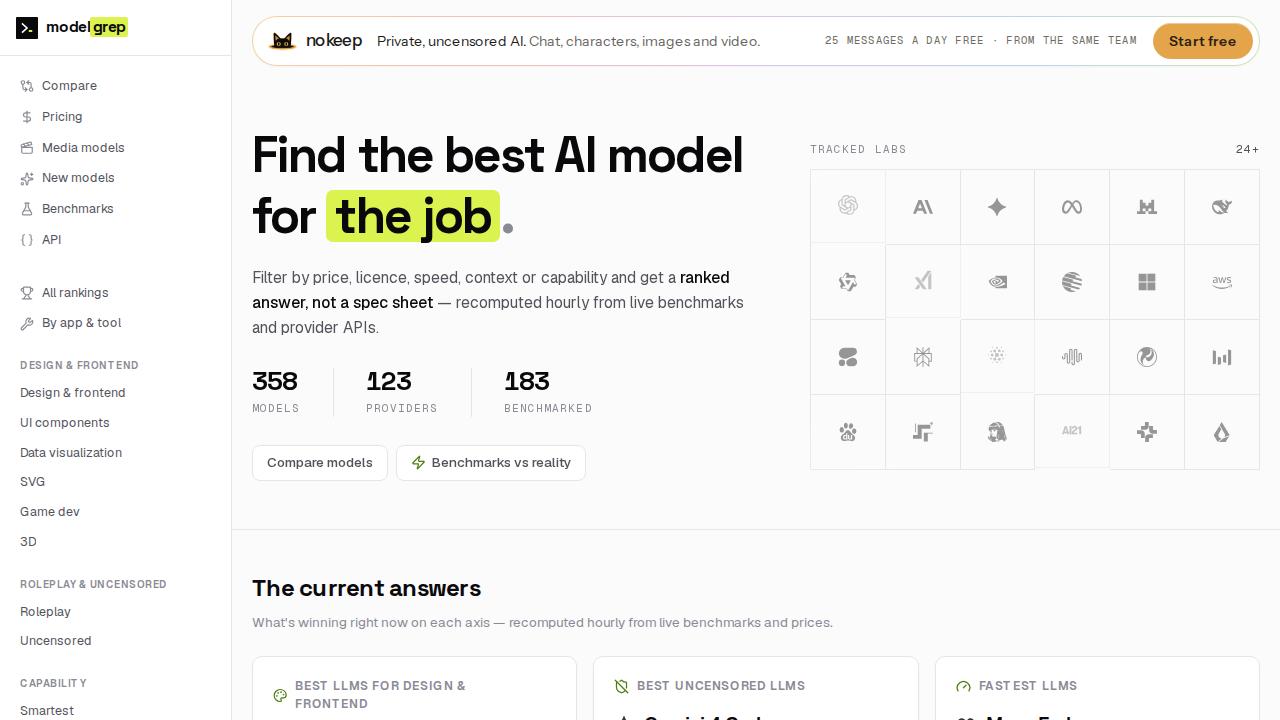 modelgrep
Compare
Pricing
Media models
New models
Benchmarks
API
All rankings
By app & tool
DESIGN & FRONTEND
Design & frontend
UI components
Data visualization
SVG
Game dev
3D
ROLEPLAY & UNCENSORED
Roleplay
Uncensored
CAPABILITY
Smartest
nokeep Private, uncensored AI. Chat, characters, images and video. 25 MESSAGES A DAY FREE · FROM THE SAME TEAM Start free
Find the best AI model
for the job.
Filter by price, licence, speed, context or capability and get a ranked
answer, not a spec sheet — recomputed hourly from live benchmarks
and provider APIs.
358 123 183
MODELS PROVIDERS BENCHMARKED
Compare models Benchmarks vs reality
TRACKED LABS 24+
aws
du
AI21
The current answers
What's winning right now on each axis — recomputed hourly from live benchmarks and prices.
BEST LLMS FOR DESIGN &
FRONTEND
BEST UNCENSORED LLMS
FASTEST LLMS